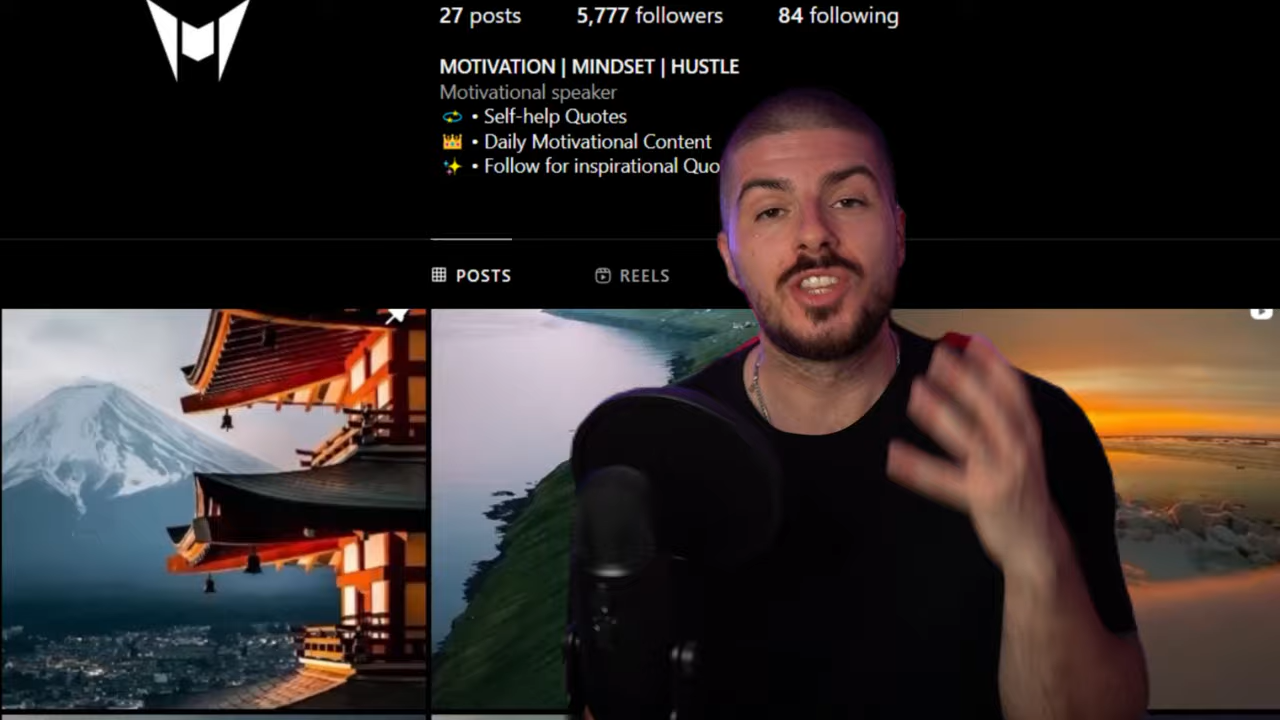 27 posts 5,777 followers 84 following
MOTIVATION | MINDSET | HUSTLE
Motivational speaker
• Self-help Quotes
• Daily Motivational Content
• Follow for inspirational Quo
POSTS REELS